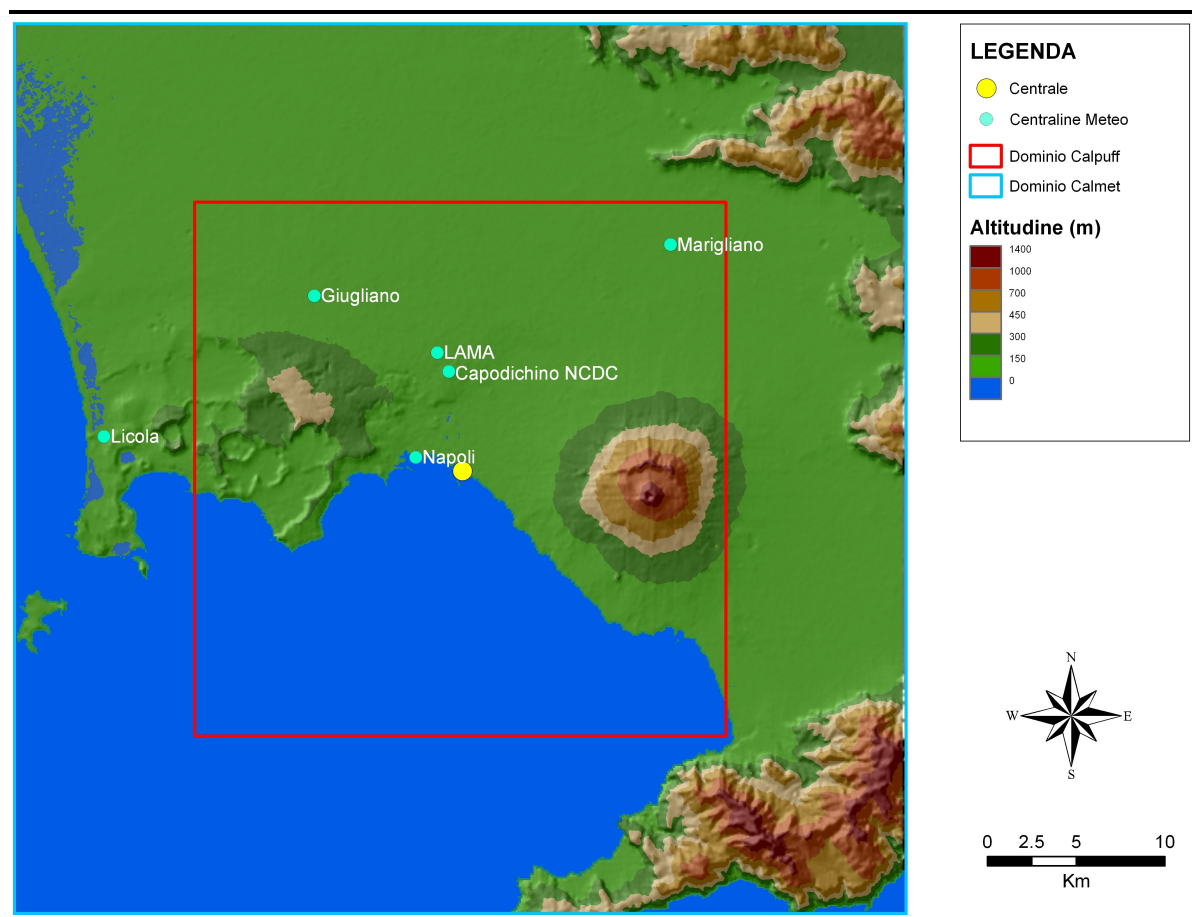 Marigliano
Giugliano
LAMA
Capodichino NCDC
Licola
Napoli
LEGENDA
Centrale
Centraline Meteo
Dominio Calpuff
Dominio Calmet
Altitudine (m)
1400
1000
700
450
300
150
0
N
W E
S
0 2.5 5 10
Km